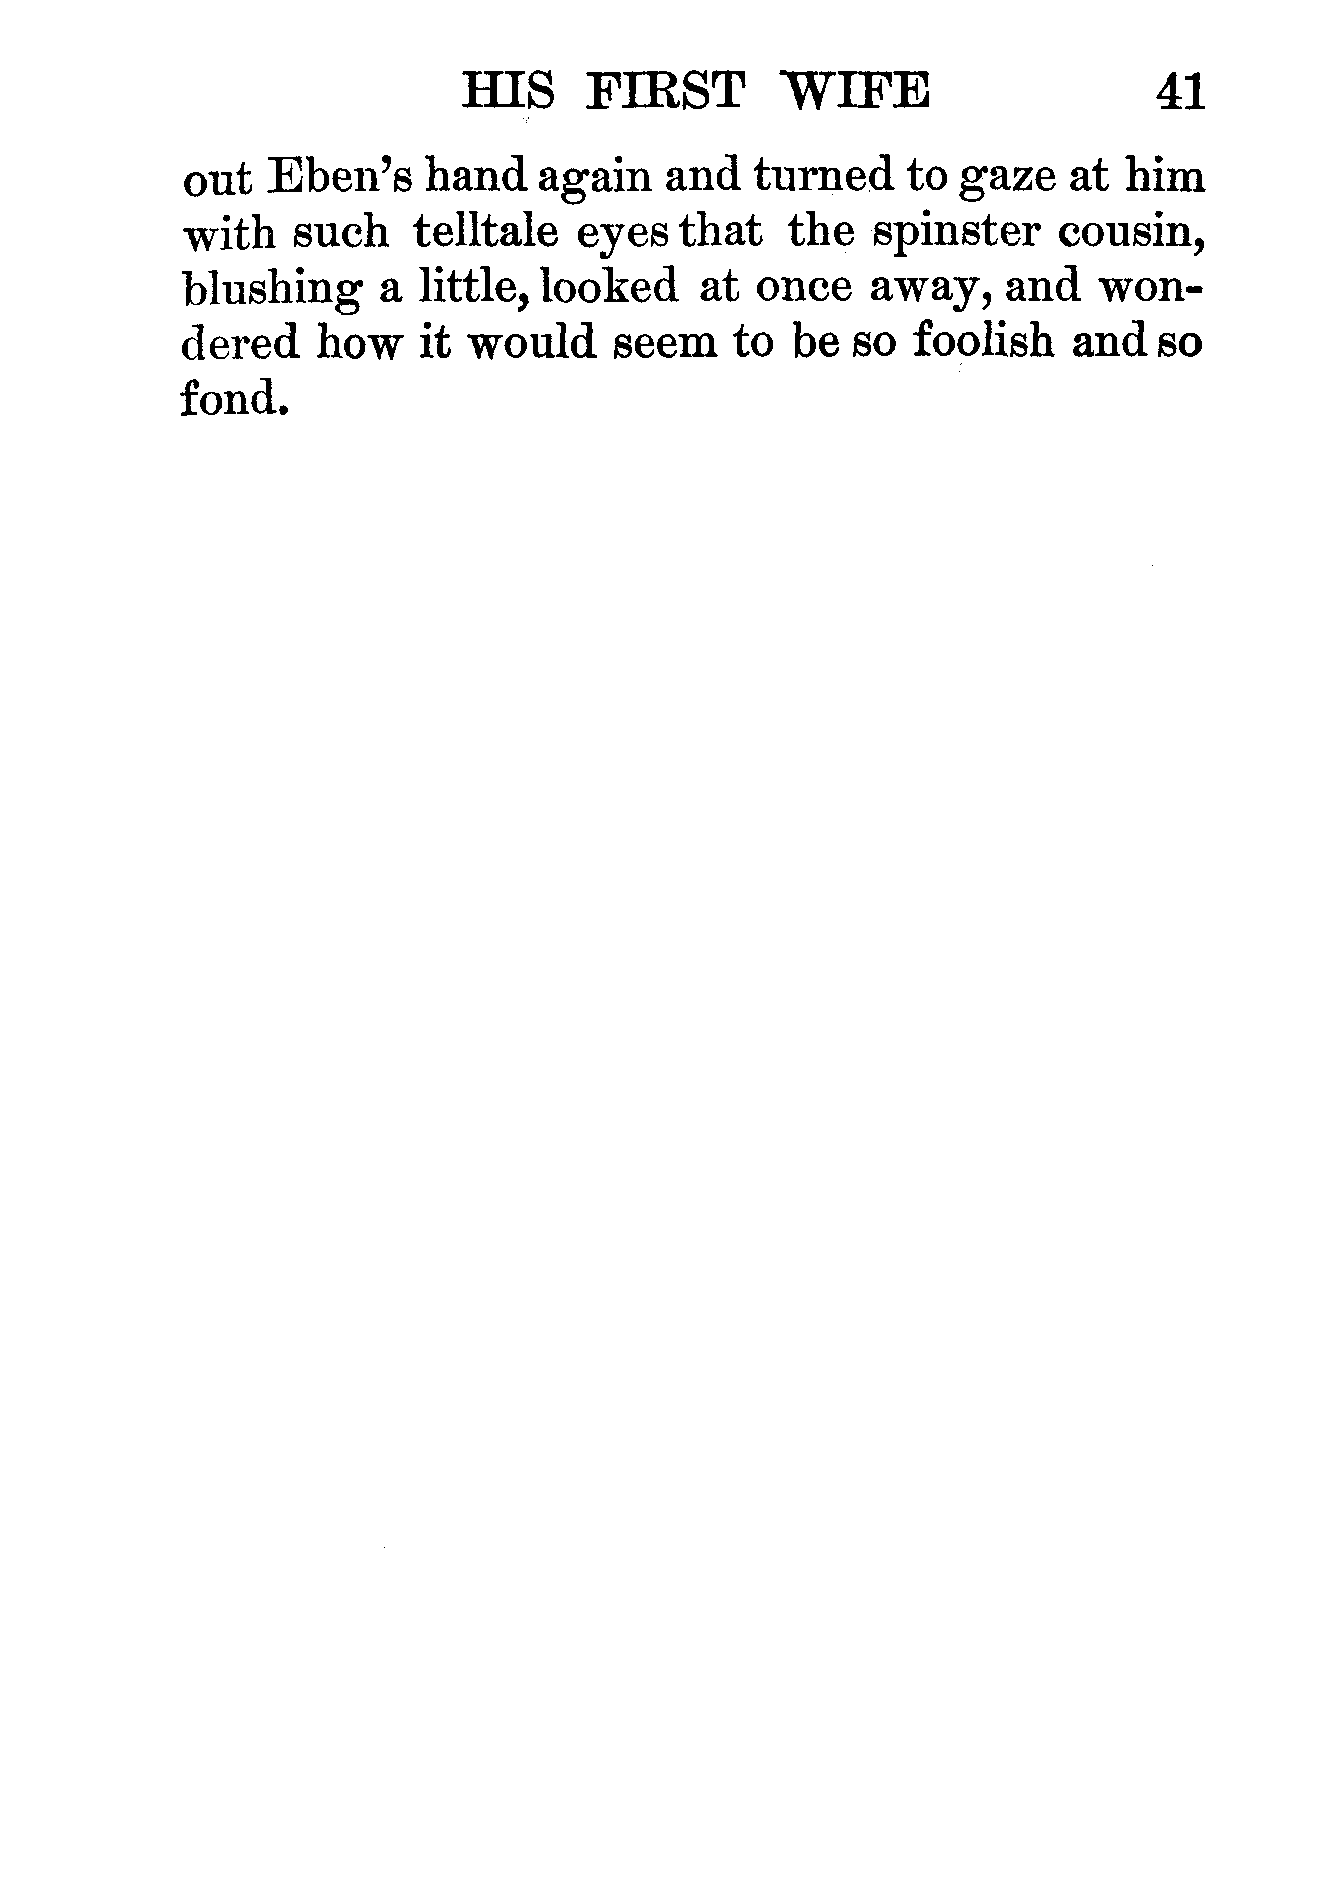 HIS FIRST WIFE 41
out Eben's hand again and turned to gaze at him
with such telltale eyes that the spinster cousin,
blushing a little, looked at once away, and won-
dered how it would seem to be so foolish and so
fond.